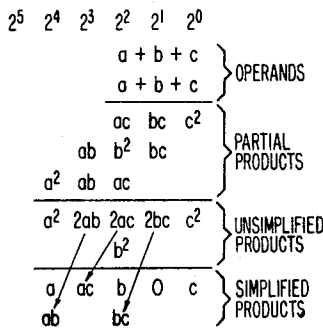 2⁵ 2⁴ 2³ 2² 2¹ 2⁰
a + b + c
a + b + c
OPERANDS
ac bc c²
ab b² bc
a² ab ac
PARTIAL
PRODUCTS
a² 2ab 2ac 2bc c²
b²
UNSIMPLIFIED
PRODUCTS
a ac b 0 c
ab bc
SIMPLIFIED
PRODUCTS